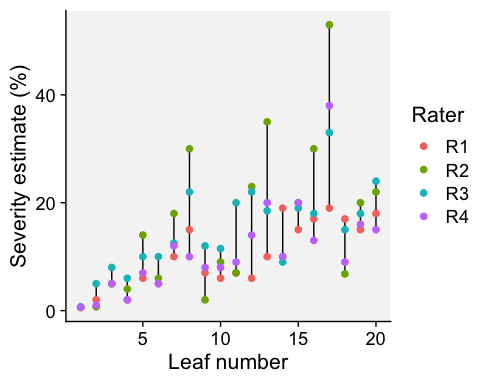 Severity estimate (%)
40
20
0
5
10
15
20
Leaf number
Rater
R1
R2
R3
R4